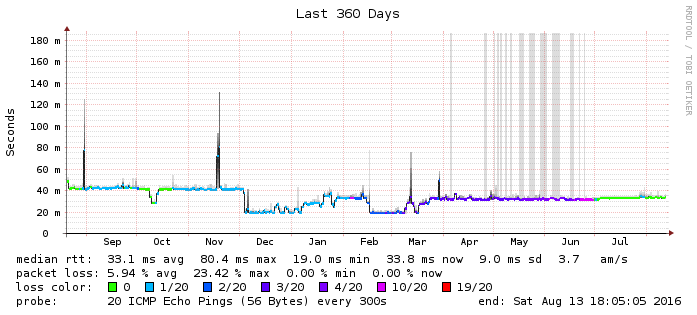 Last 360 Days
RRDTOOL / TOBI OETIKER
Seconds
180 m
160 m
140 m
120 m
100 m
80 m
60 m
40 m
20 m
0
Sep Oct Nov Dec Jan Feb Mar Apr May Jun Jul
median rtt: 33.1 ms avg 80.4 ms max 19.0 ms min 33.8 ms now 9.0 ms sd 3.7 am/s
packet loss: 5.94 % avg 23.42 % max 0.00 % min 0.00 % now
loss color: 0 1/20 2/20 3/20 4/20 10/20 19/20
probe: 20 ICMP Echo Pings (56 Bytes) every 300s end: Sat Aug 13 18:05:05 2016